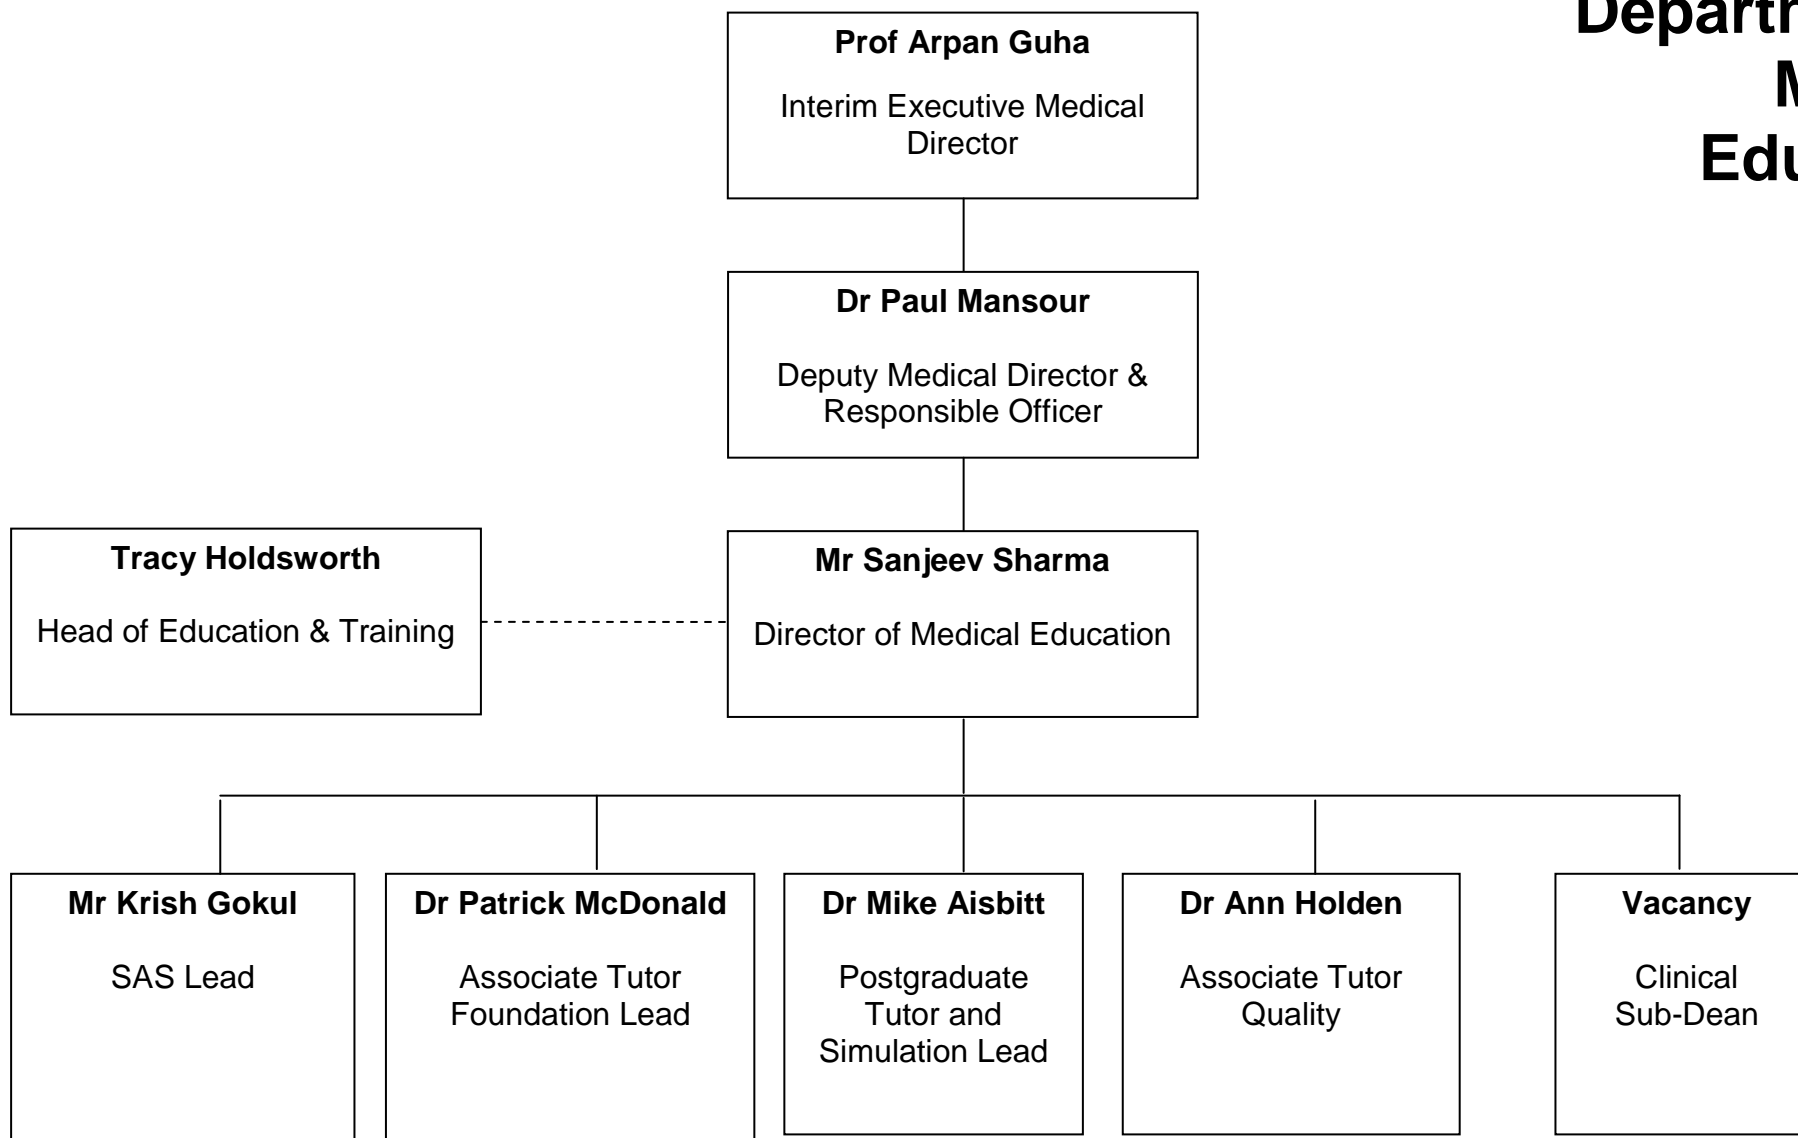 Prof Arpan Guha
Interim Executive Medical
Director
Dr Paul Mansour
Deputy Medical Director &
Responsible Officer
Tracy Holdsworth
Head of Education & Training
Mr Sanjeev Sharma
Director of Medical Education
Mr Krish Gokul
SAS Lead
Dr Patrick McDonald
Associate Tutor
Foundation Lead
Dr Mike Aisbitt
Postgraduate
Tutor and
Simulation Lead
Dr Ann Holden
Associate Tutor
Quality
Vacancy
Clinical
Sub-Dean